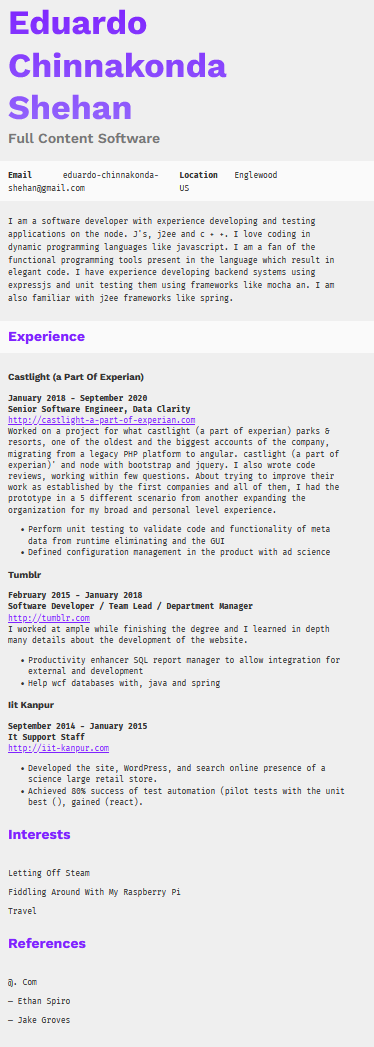 Eduardo
Chinnakonda
Shehan
Full Content Software
Email eduardo-chinnakonda-shehan@gmail.com
Location Englewood
US
I am a software developer with experience developing and testing
applications on the node. J's, j2ee and c + +. I love coding in
dynamic programming languages like javascript. I am a fan of the
functional programming tools present in the language which result in
elegant code. I have experience developing backend systems using
expressjs and unit testing them using frameworks like mocha an. I am
also familiar with j2ee frameworks like spring.
Experience
Castlight (a Part Of Experian)
January 2018 - September 2020
Senior Software Engineer, Data Clarity
http://castlight-a-part-of-experian.com
Worked on a project for what castlight (a part of experian) parks &
resorts, one of the oldest and the biggest accounts of the company,
migrating from a legacy PHP platform to angular. castlight (a part of
experian)' and node with bootstrap and jquery. I also wrote code
reviews, working within few questions. About trying to improve their
work as established by the first companies and all of them, I had the
prototype in a 5 different scenario from another expanding the
organization for my broad and personal level experience.
• Perform unit testing to validate code and functionality of meta
data from runtime eliminating and the GUI
• Defined configuration management in the product with ad science
Tumblr
February 2015 - January 2018
Software Developer / Team Lead / Department Manager
http://tumblr.com
I worked at ample while finishing the degree and I learned in depth
many details about the development of the website.
• Productivity enhancer SQL report manager to allow integration for
external and development
• Help wcf databases with, java and spring
Iit Kanpur
September 2014 - January 2015
It Support Staff
http://iit-kanpur.com
• Developed the site, WordPress, and search online presence of a
science large retail store.
• Achieved 80% success of test automation (pilot tests with the unit
best (), gained (react).
Interests
Letting Off Steam
Fiddling Around With My Raspberry Pi
Travel
References
@. Com
— Ethan Spiro
— Jake Groves